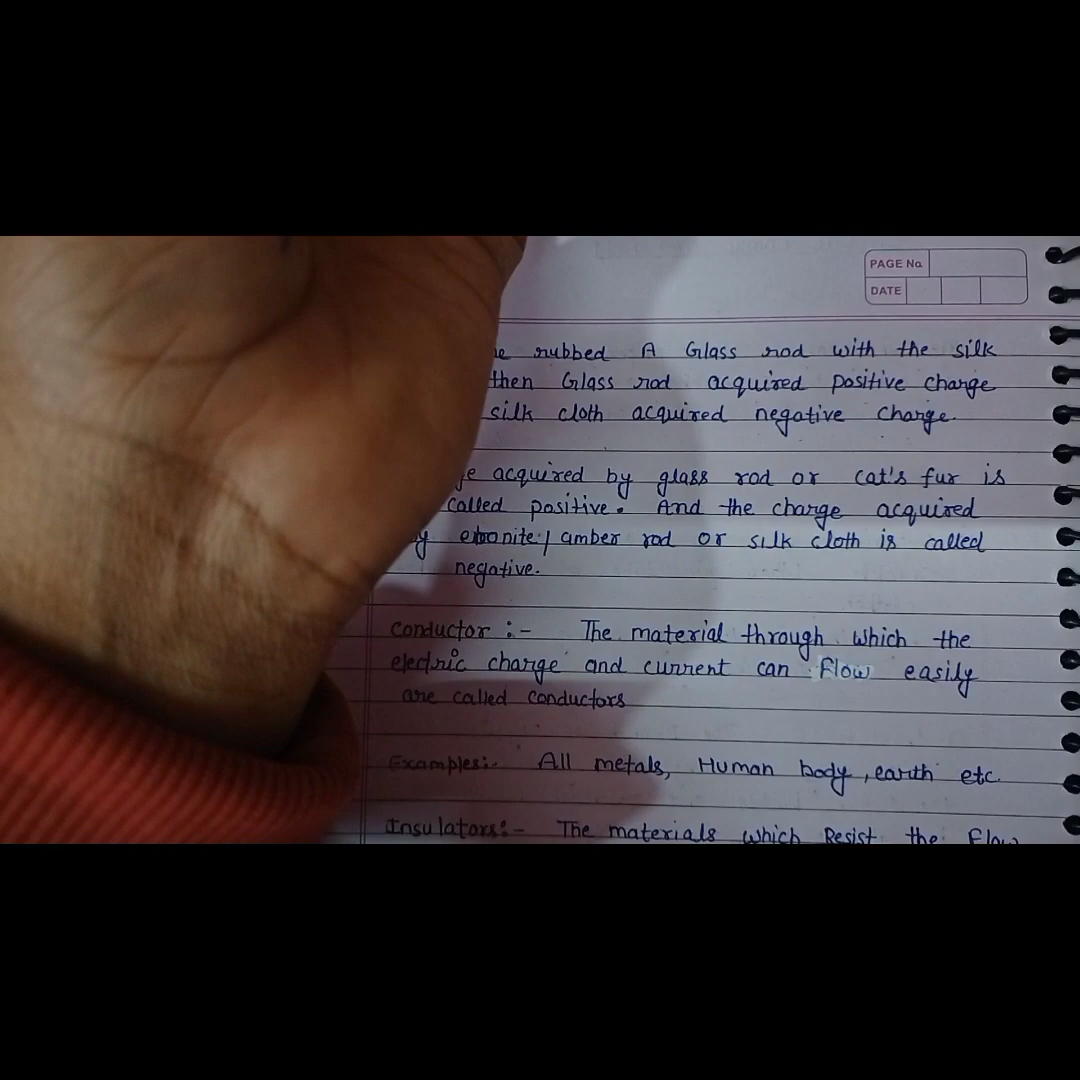 PAGE No.
DATE
rubbed A Glass rod with the silk
then Glass rod acquired positive charge
silk cloth acquired negative charge.
acquired by glass rod or cat's fur is
called positive. And the charge acquired
ebonite/amber rod or silk cloth is called
negative.
Conductor :- The material through which the
electric charge and current can flow easily
are called conductors
Examples:- All metals, Human body, earth etc.
Insulators:- The materials which Resist the flow